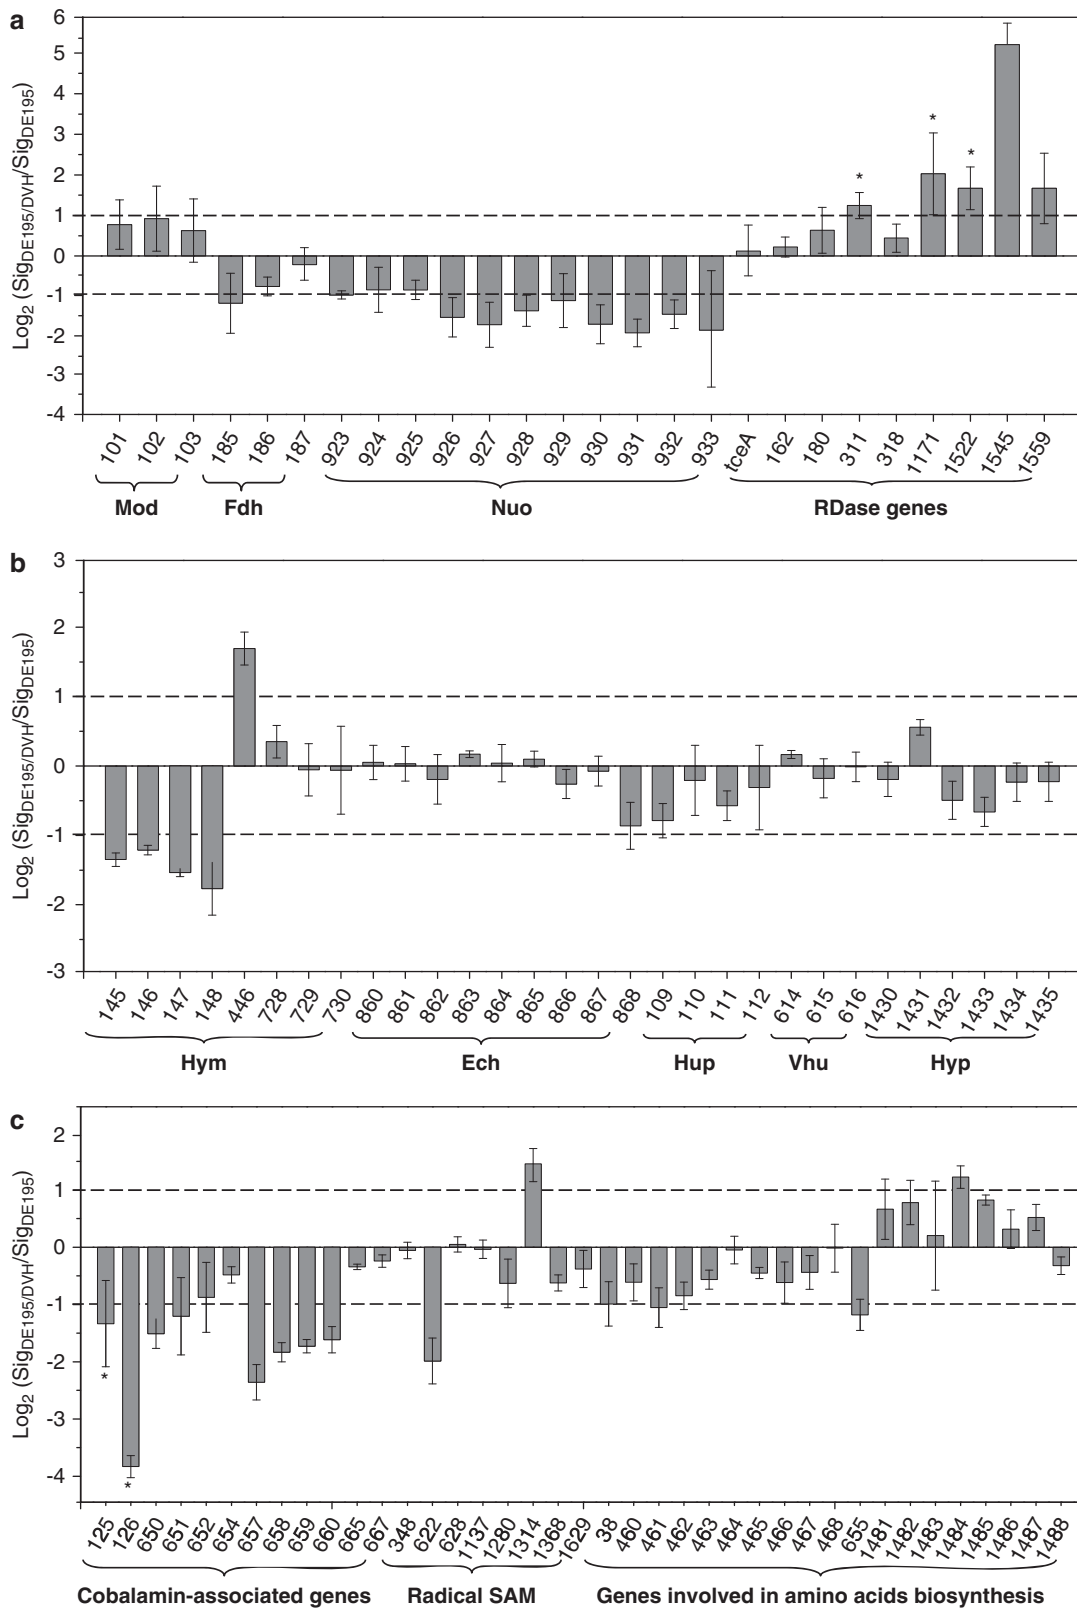 a
Log2 (SigDE195/DVH/SigDE195)
6
5
4
3
2
1
0
-1
-2
-3
-4
* * *
101 102 103 185 186 187 923 924 925 926 927 928 929 930 931 932 933 tceA 162 180 311 318 1171 1522 1545 1559
Mod Fdh Nuo RDase genes
b
Log2 (SigDE195/DVH/SigDE195)
3
2
1
0
-1
-2
-3
145 146 147 148 446 728 729 730 860 861 862 863 864 865 866 867 868 109 110 111 112 614 615 616 1430 1431 1432 1433 1434 1435
Hym Ech Hup Vhu Hyp
c
Log2 (SigDE195/DVH/SigDE195)
2
1
0
-1
-2
-3
-4
* *
125 126 650 651 652 654 657 658 659 660 665 667 348 622 628 1137 1280 1314 1368 1629 38 460 461 462 463 464 465 466 467 468 655 1481 1482 1483 1484 1485 1486 1487 1488
Cobalamin-associated genes Radical SAM Genes involved in amino acids biosynthesis